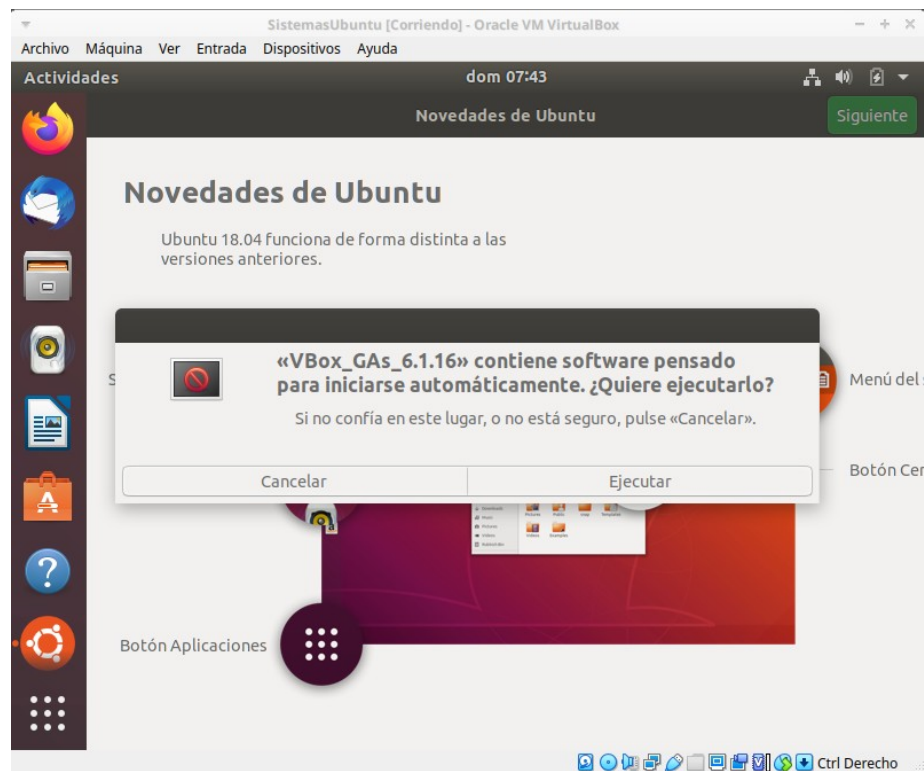 SistemasUbuntu [Corriendo] - Oracle VM VirtualBox
Archivo Máquina Ver Entrada Dispositivos Ayuda
Actividades dom 07:43
Novedades de Ubuntu Siguiente
Novedades de Ubuntu
Ubuntu 18.04 funciona de forma distinta a las
versiones anteriores.
«VBox_GAs_6.1.16» contiene software pensado
para iniciarse automáticamente. ¿Quiere ejecutarlo?
Si no confía en este lugar, o no está seguro, pulse «Cancelar».
Cancelar Ejecutar
S
Menú del
Botón Cer
Botón Aplicaciones
Ctrl Derecho